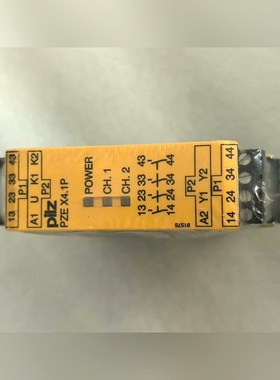 13 23 33 43
P1
A1 U K1 K2
P2
pilz
PZE X4.1P
POWER
CH. 1
CH. 2
13 23 33 43
14 24 34 44
P2
A2 Y1 Y2
P1
14 24 34 44